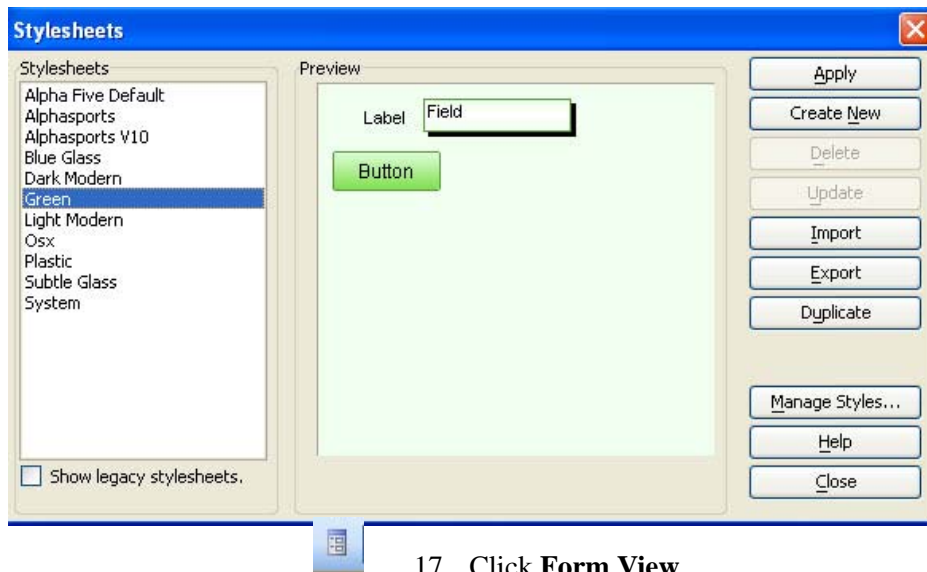 Stylesheets
Stylesheets
Alpha Five Default
Alphasports
Alphasports V10
Blue Glass
Dark Modern
Green
Light Modern
Osx
Plastic
Subtle Glass
System
Show legacy stylesheets.
Preview
Label Field
Button
Apply
Create New
Delete
Update
Import
Export
Duplicate
Manage Styles...
Help
Close
17. Click Form View